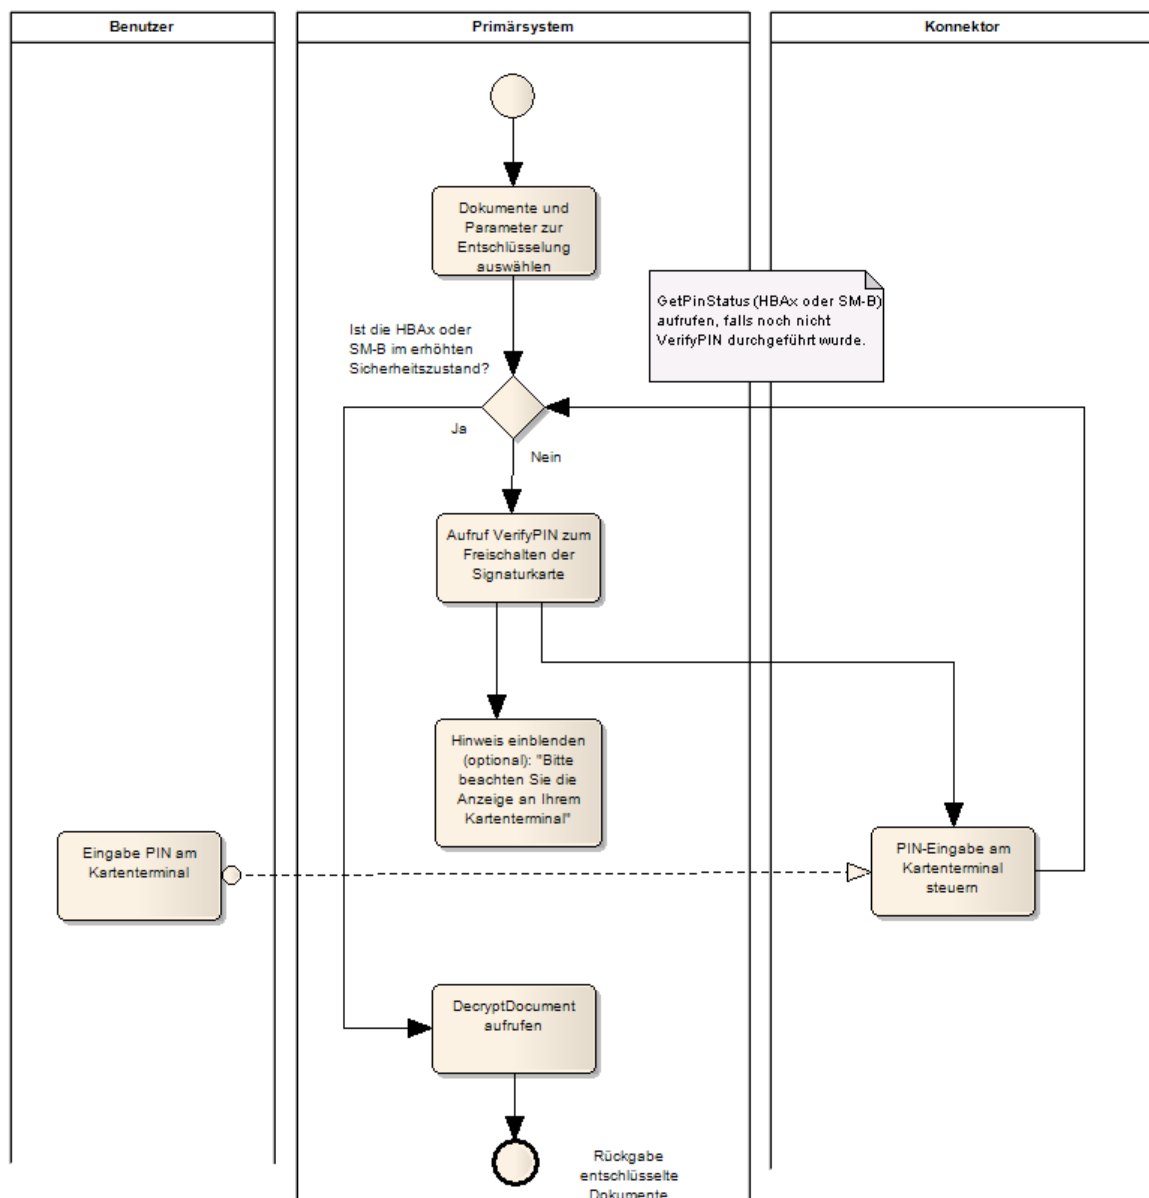 Benutzer
Primärsystem
Konnektor
Dokumente und
Parameter zur
Entschlüsselung
auswählen
GetPinStatus (HBAx oder SM-B)
aufrufen, falls noch nicht
VerifyPIN durchgeführt wurde.
Ist die HBAx oder
SM-B im erhöhten
Sicherheitszustand?
Ja
Nein
Aufruf VerifyPIN zum
Freischalten der
Signaturkarte
Hinweis einblenden
(optional): "Bitte
beachten Sie die
Anzeige an Ihrem
Kartenterminal"
Eingabe PIN am
Kartenterminal
PIN-Eingabe am
Kartenterminal
steuern
DecryptDocument
aufrufen
Rückgabe
entschlüsselte
Dokumente